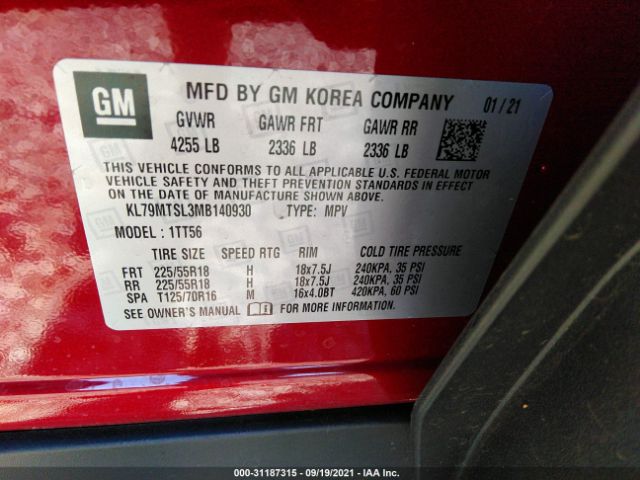 GM
MFD BY GM KOREA COMPANY 01/21
GVWR GAWR FRT GAWR RR
4255 LB 2336 LB 2336 LB
THIS VEHICLE CONFORMS TO ALL APPLICABLE U.S. FEDERAL MOTOR
VEHICLE SAFETY AND THEFT PREVENTION STANDARDS IN EFFECT
ON THE DATE OF MANUFACTURE SHOWN ABOVE.
KL79MTSL3MB140930 TYPE: MPV
MODEL: 1TT56
TIRE SIZE SPEED RTG RIM COLD TIRE PRESSURE
FRT 225/55R18 H 18x7.5J 240KPA, 35 PSI
RR 225/55R18 H 18x7.5J 240KPA, 35 PSI
SPA T125/70R16 M 16x4.0BT 420KPA, 60 PSI
SEE OWNER'S MANUAL FOR MORE INFORMATION.
000-31187315 - 09/19/2021 - IAA Inc.